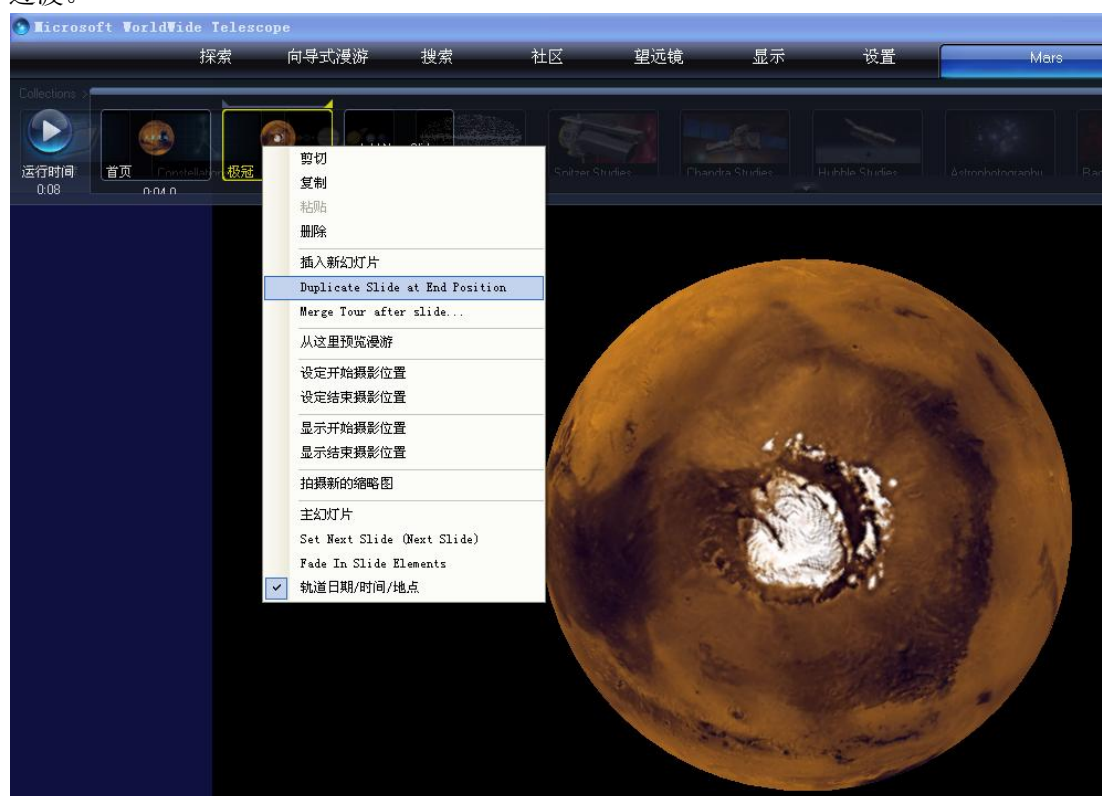 过渡。
Microsoft WorldWide Telescope
探索 向导式漫游 搜索 社区 望远镜 显示 设置 Mars
Collections >
运行时间 首页 Constellation 极冠 Spitzer Studies Chandra Studies Hubble Studies Astrophotography
0:08 0:04.0
剪切
复制
粘贴
删除
插入新幻灯片
Duplicate Slide at End Position
Merge Tour after slide...
从这里预览漫游
设定开始摄影位置
设定结束摄影位置
显示开始摄影位置
显示结束摄影位置
拍摄新的缩略图
主幻灯片
Set Next Slide (Next Slide)
Fade In Slide Elements
轨道日期/时间/地点